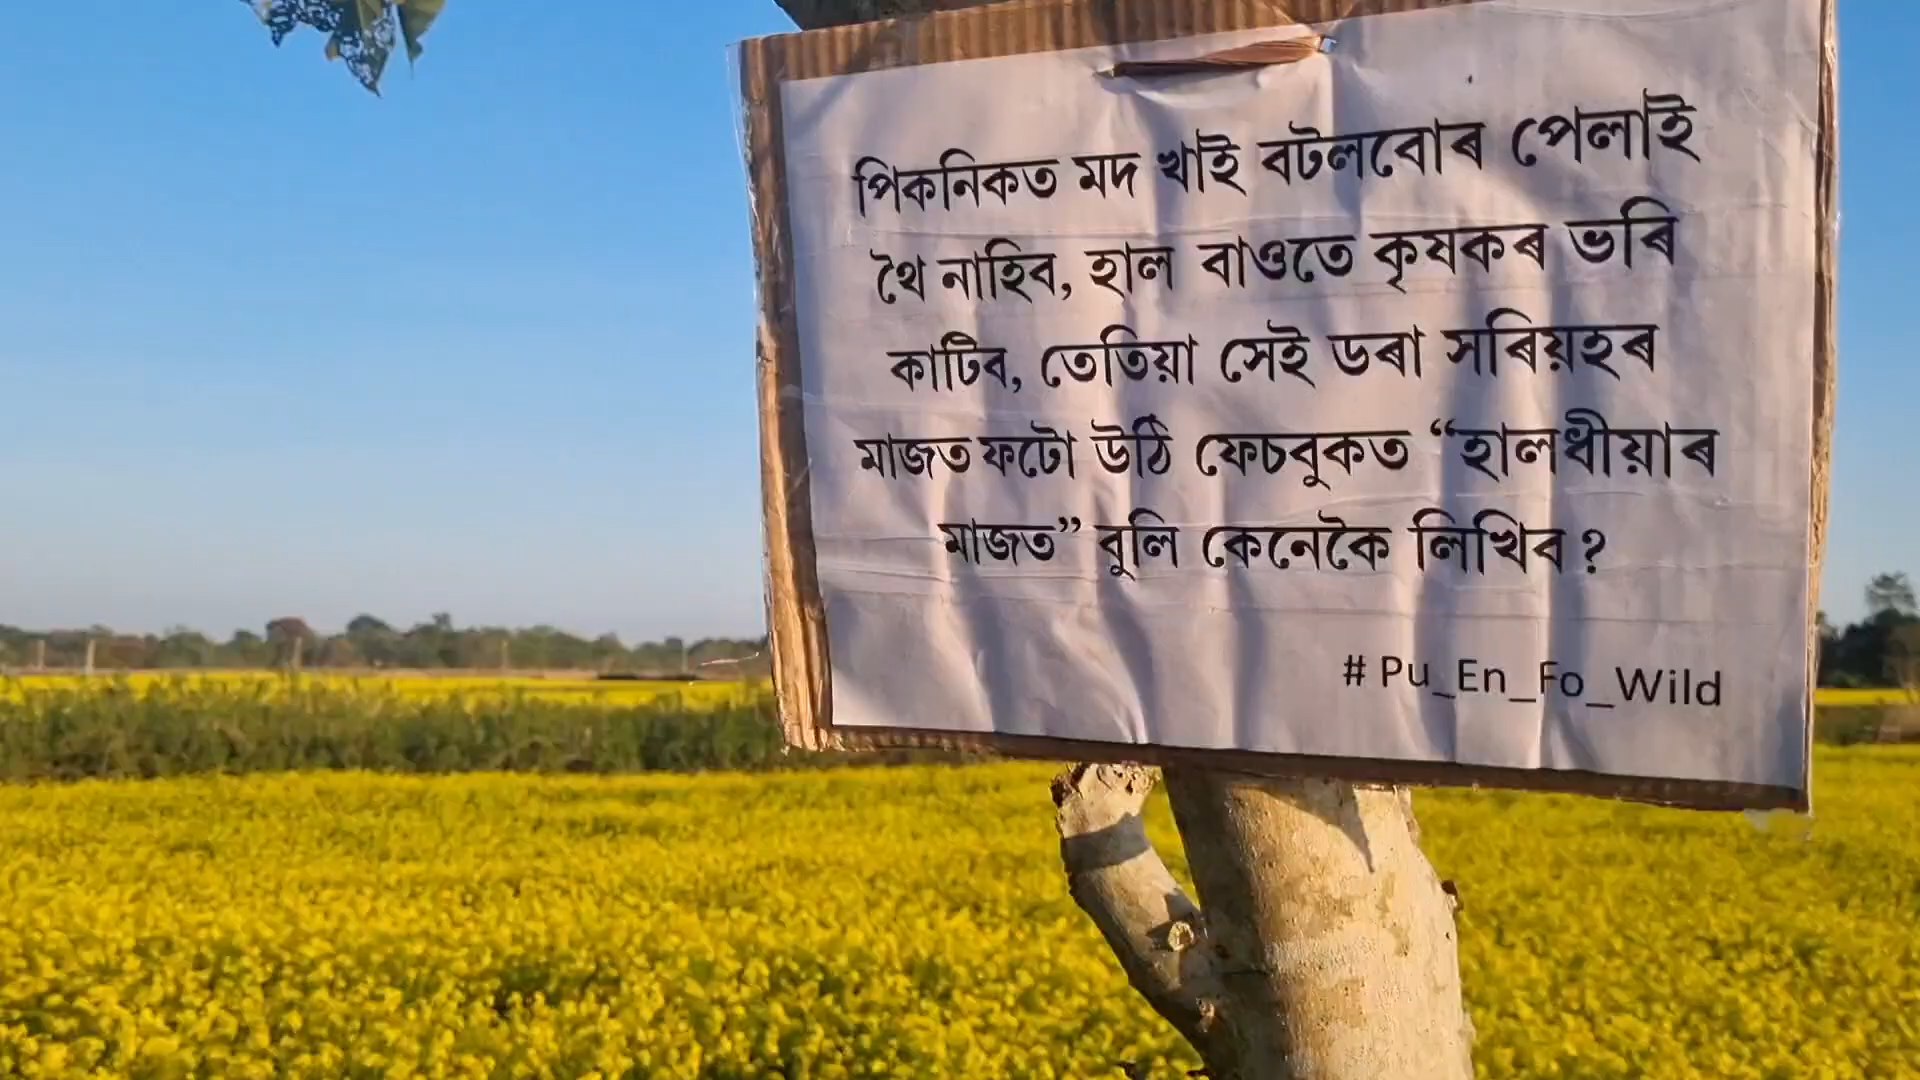 পিকনিকত মদ খাই বটলবোৰ পেলাই
থৈ নাহিব, হাল বাওতে কৃষকৰ ভৰি
কাটিব, তেতিয়া সেই ডৰা সৰিয়হৰ
মাজত ফটো উঠি ফেচবুকত “হালধীয়াৰ
মাজত” বুলি কেনেকৈ লিখিব ?
# Pu_En_Fo_Wild